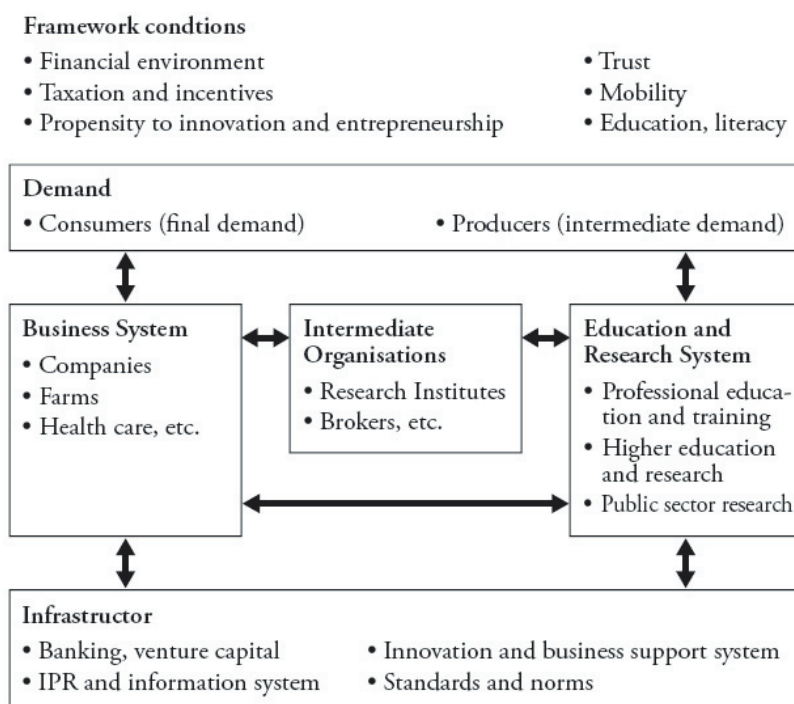 Framework condtions
• Financial environment
• Taxation and incentives
• Propensity to innovation and entrepreneurship
• Trust
• Mobility
• Education, literacy
Demand
• Consumers (final demand)
• Producers (intermediate demand)
Business System
• Companies
• Farms
• Health care, etc.
Intermediate
Organisations
• Research Institutes
• Brokers, etc.
Education and
Research System
• Professional educa-
tion and training
• Higher education
and research
• Public sector research
Infrastructor
• Banking, venture capital
• IPR and information system
• Innovation and business support system
• Standards and norms